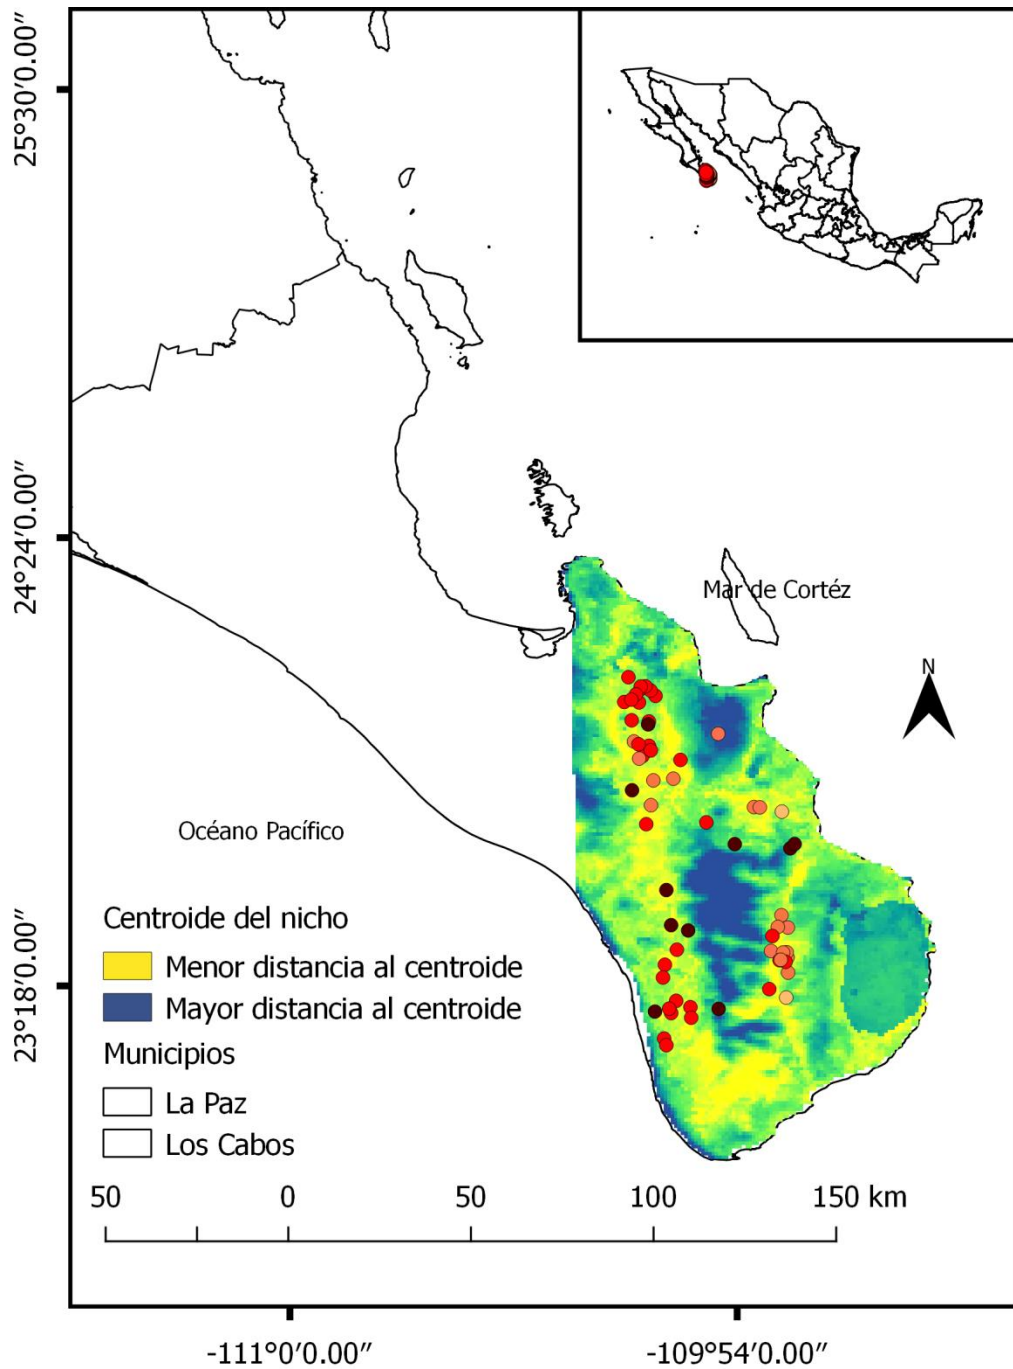 25°30′0.00″
24°24′0.00″
Mar de Cortéz
N
Océano Pacífico
Centroide del nicho
Menor distancia al centroide
Mayor distancia al centroide
23°18′0.00″
Municipios
La Paz
Los Cabos
50 0 50 100 150 km
-111°0′0.00″ -109°54′0.00″